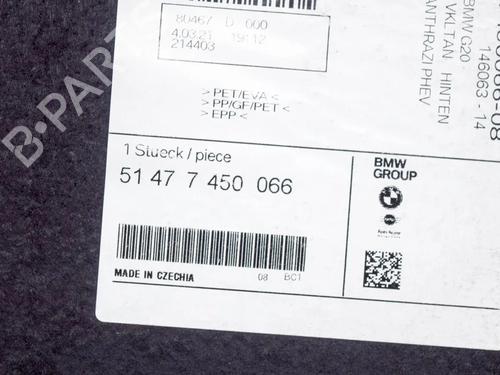 80467 D 000
4.03.21 19:12
214403
> PET/EVA <
> PP/GF/PET <
> EPP <
BMW G20
146063 - 14
VKLTAN HINTEN
ANTHRAZI PHEV
1 Stueck / piece
51 47 7 450 066
BMW
GROUP
MADE IN CZECHIA
08 BC1
B-PARTS